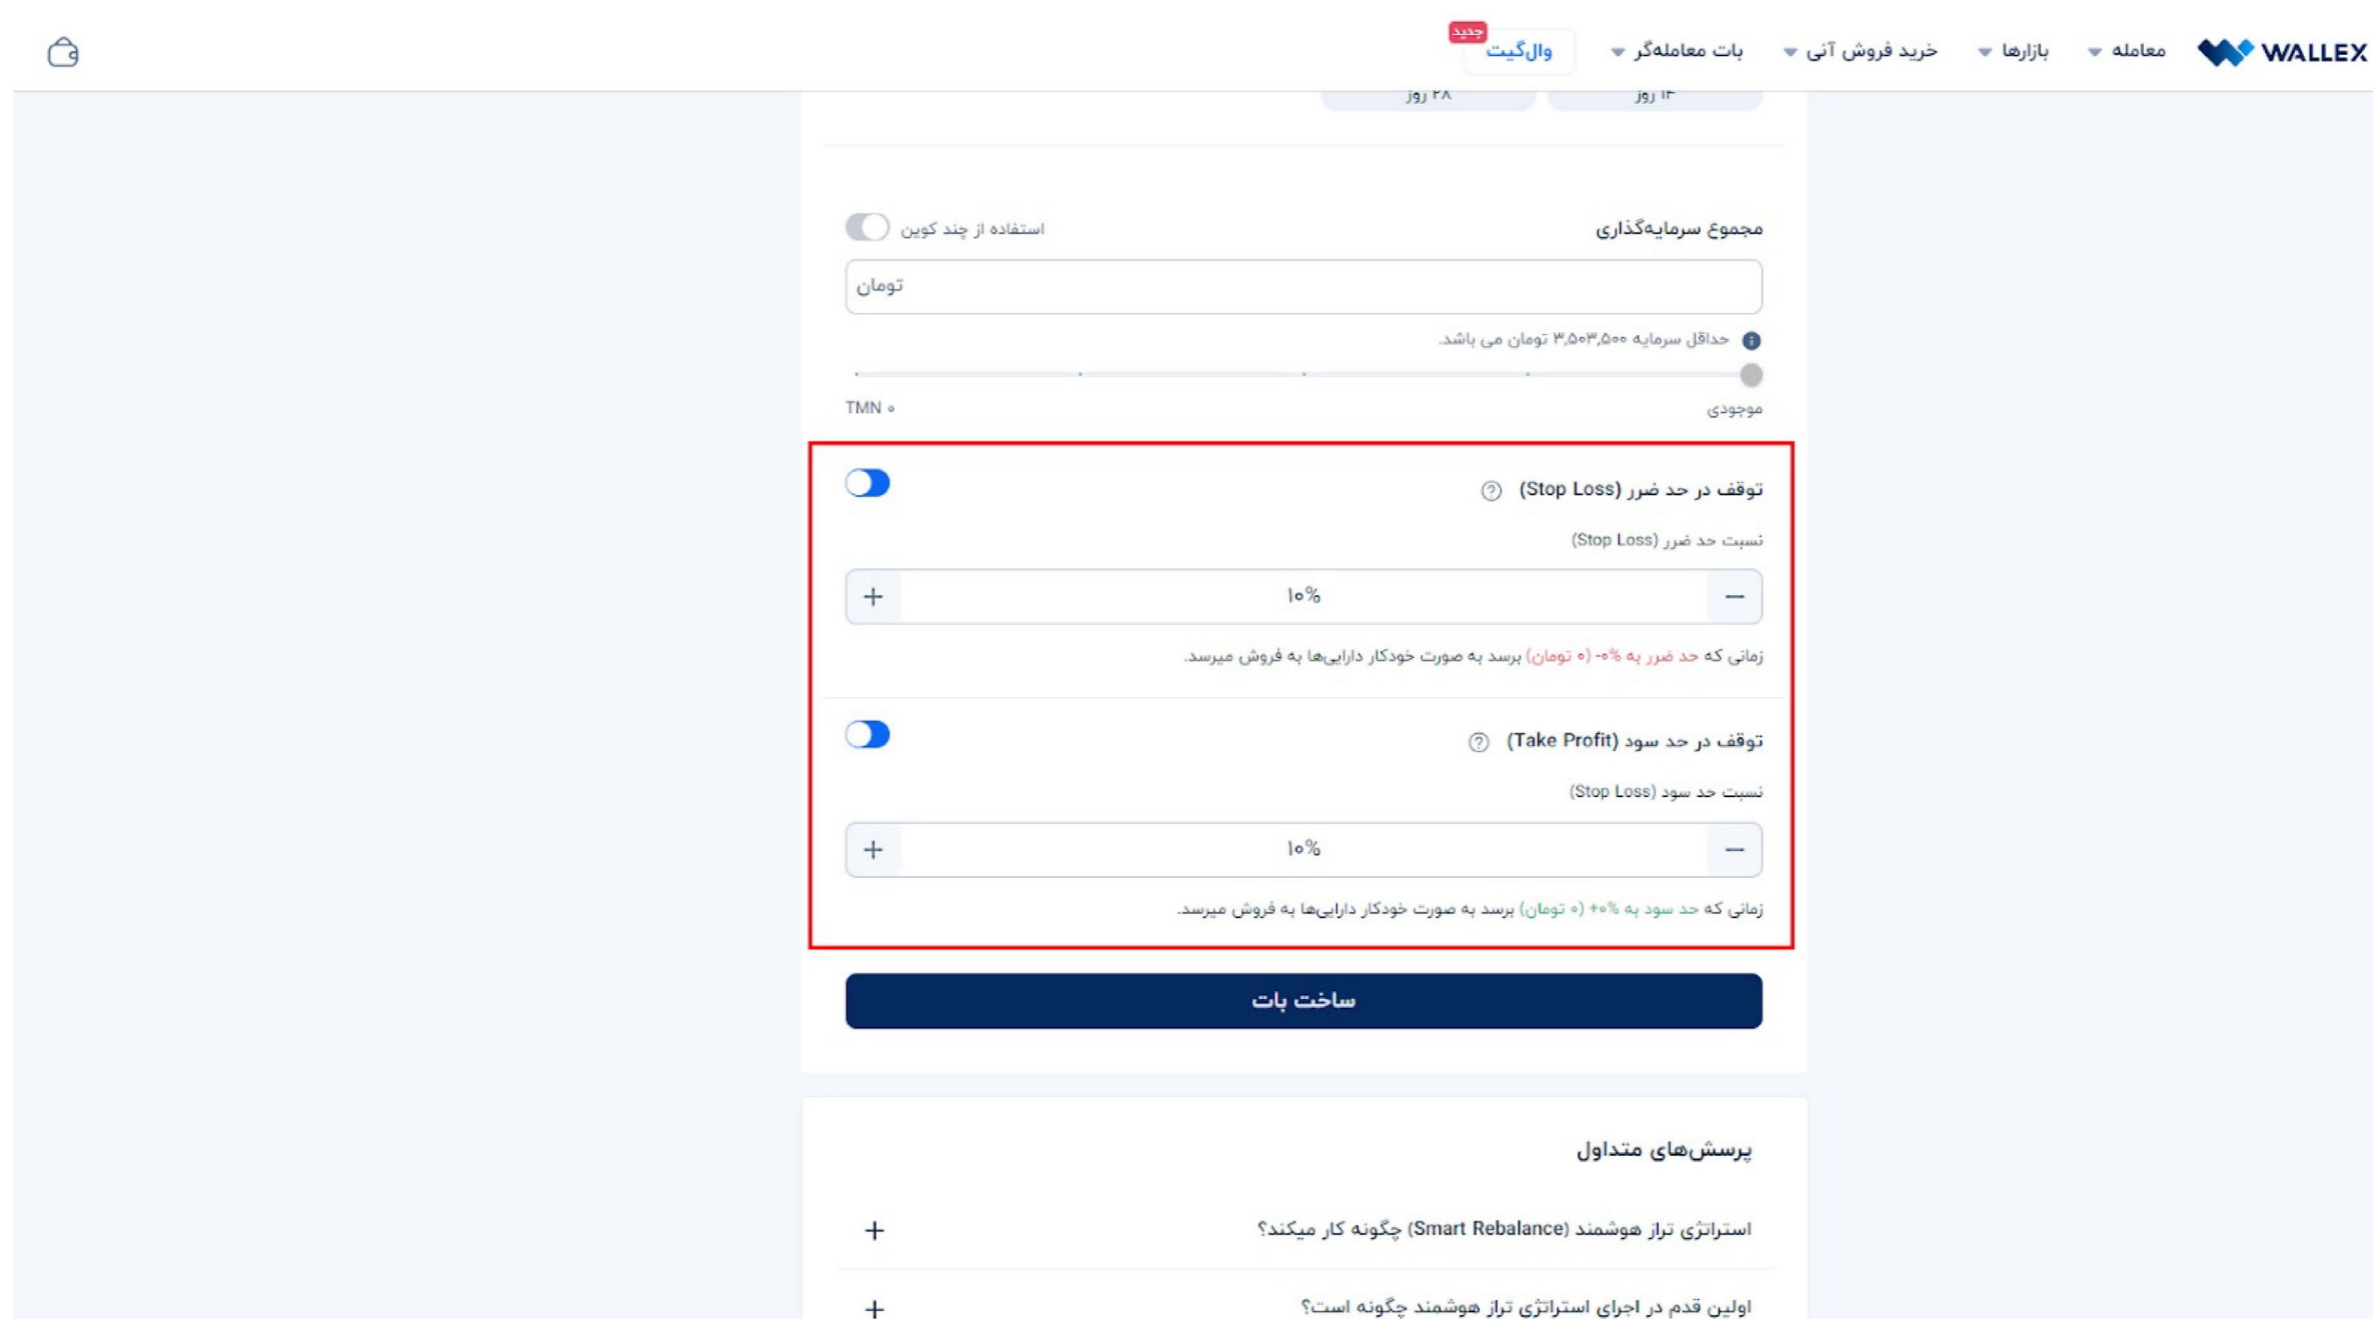 WALLEX معامله بازارها خرید فروش آنی بات معامله‌گر وال‌گیت جدید
۱۴ روز ۲۸ روز
مجموع سرمایه‌گذاری استفاده از چند کوین
تومان
حداقل سرمایه ۳,۵۰۳,۵۰۰ تومان می باشد.
موجودی ۰ TMN
توقف در حد ضرر (Stop Loss)
نسبت حد ضرر (Stop Loss)
− ۱۰% +
زمانی که حد ضرر به ۰%- (۰ تومان) برسد به صورت خودکار دارایی‌ها به فروش میرسد.
توقف در حد سود (Take Profit)
نسبت حد سود (Stop Loss)
− ۱۰% +
زمانی که حد سود به ۰%+ (۰ تومان) برسد به صورت خودکار دارایی‌ها به فروش میرسد.
ساخت بات
پرسش‌های متداول
استراتژی تراز هوشمند (Smart Rebalance) چگونه کار میکند؟ +
اولین قدم در اجرای استراتژی تراز هوشمند چگونه است؟ +